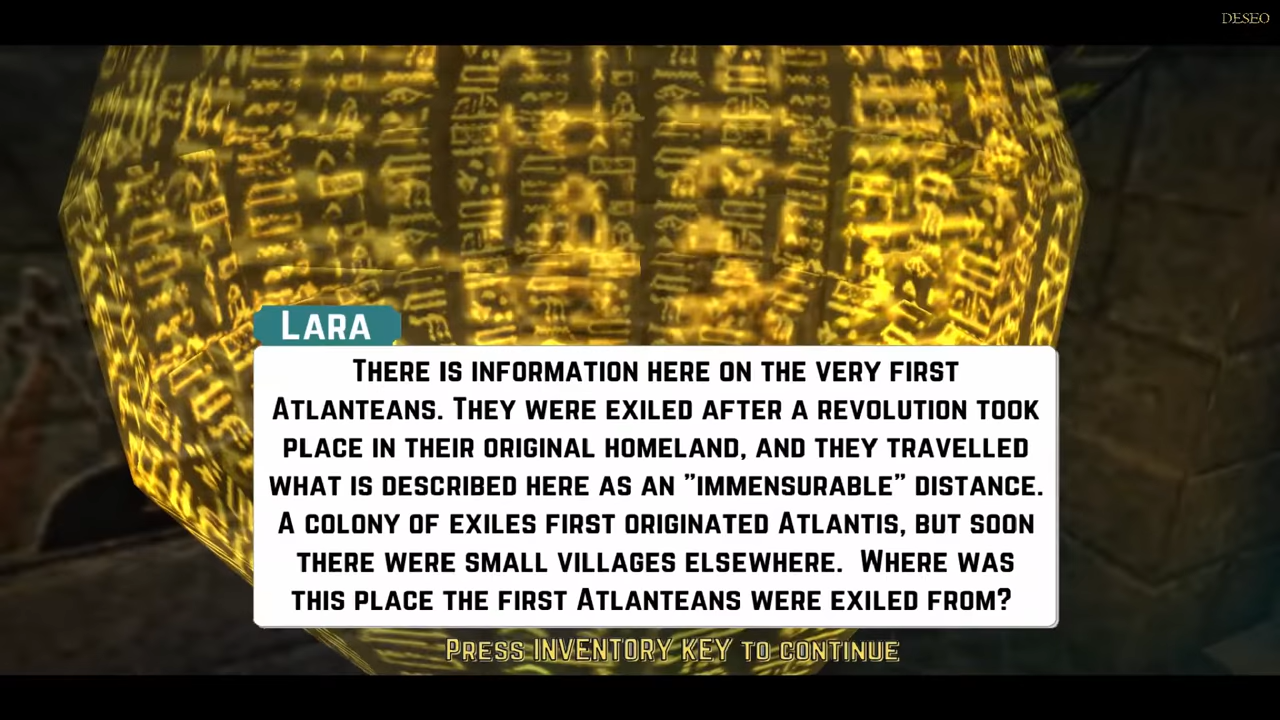 DESEO
LARA
THERE IS INFORMATION HERE ON THE VERY FIRST
ATLANTEANS. THEY WERE EXILED AFTER A REVOLUTION TOOK
PLACE IN THEIR ORIGINAL HOMELAND, AND THEY TRAVELLED
WHAT IS DESCRIBED HERE AS AN "IMMENSURABLE" DISTANCE.
A COLONY OF EXILES FIRST ORIGINATED ATLANTIS, BUT SOON
THERE WERE SMALL VILLAGES ELSEWHERE. WHERE WAS
THIS PLACE THE FIRST ATLANTEANS WERE EXILED FROM?
PRESS INVENTORY KEY TO CONTINUE